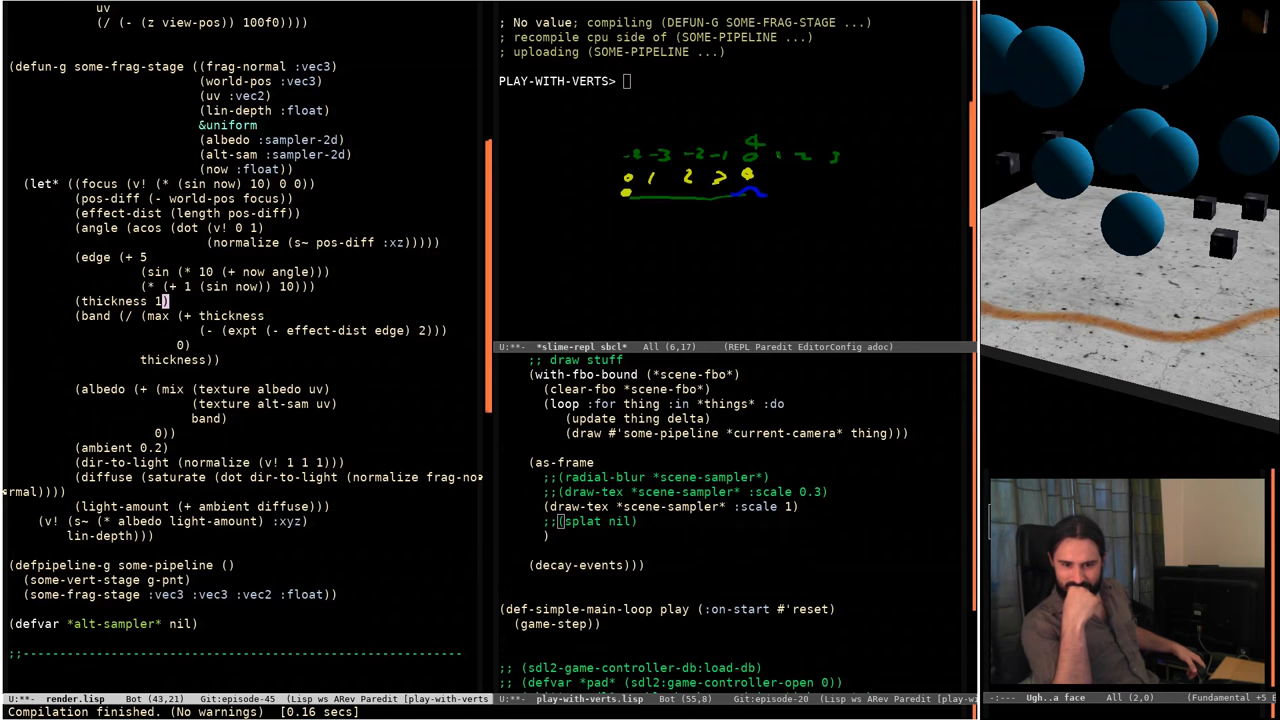 uv
(/ (- (z view-pos)) 100f0))))
(defun-g some-frag-stage ((frag-normal :vec3)
(world-pos :vec3)
(uv :vec2)
(lin-depth :float)
&uniform
(albedo :sampler-2d)
(alt-sam :sampler-2d)
(now :float))
(let* ((focus (v! (* (sin now) 10) 0 0))
(pos-diff (- world-pos focus))
(effect-dist (length pos-diff))
(angle (acos (dot (v! 0 1)
(normalize (s~ pos-diff :xz)))))
(edge (+ 5
(sin (* 10 (+ now angle)))
(* (+ 1 (sin now)) 10)))
(thickness 1)
(band (/ (max (+ thickness
(- (expt (- effect-dist edge) 2)))
0)
thickness))
(albedo (+ (mix (texture albedo uv)
(texture alt-sam uv)
band)
0))
(ambient 0.2)
(dir-to-light (normalize (v! 1 1 1)))
(diffuse (saturate (dot dir-to-light (normalize frag-no
rmal))))
(light-amount (+ ambient diffuse)))
(v! (s~ (* albedo light-amount) :xyz)
lin-depth)))
(defpipeline-g some-pipeline ()
(some-vert-stage g-pnt)
(some-frag-stage :vec3 :vec3 :vec2 :float))
(defvar *alt-sampler* nil)
;;--------------------------------------------------------------
U:**- render.lisp Bot (43,21) Git:episode-45 (Lisp ws ARev Paredit [play-with-verts
Compilation finished. (No warnings) [0.16 secs]
; No value; compiling (DEFUN-G SOME-FRAG-STAGE ...)
; recompile cpu side of (SOME-PIPELINE ...)
; uploading (SOME-PIPELINE ...)
PLAY-WITH-VERTS>
4
-3 -2 -1 0 1 2 3
0 1 2 3
U:**- *slime-repl sbcl* All (6,17) (REPL Paredit EditorConfig adoc)
;; draw stuff
(with-fbo-bound (*scene-fbo*)
(clear-fbo *scene-fbo*)
(loop :for thing :in *things* :do
(update thing delta)
(draw #'some-pipeline *current-camera* thing)))
(as-frame
;;(radial-blur *scene-sampler*)
;;(draw-tex *scene-sampler* :scale 0.3)
(draw-tex *scene-sampler* :scale 1)
;;(splat nil)
)
(decay-events)))
(def-simple-main-loop play (:on-start #'reset)
(game-step))
;; (sdl2-game-controller-db:load-db)
;; (defvar *pad* (sdl2:game-controller-open 0))
U:**- play-with-verts.lisp Bot (55,8) Git:episode-20 (Lisp ws ARev Paredit [play-wi
-:--- Ugh..a face All (2,0) (Fundamental +5 E